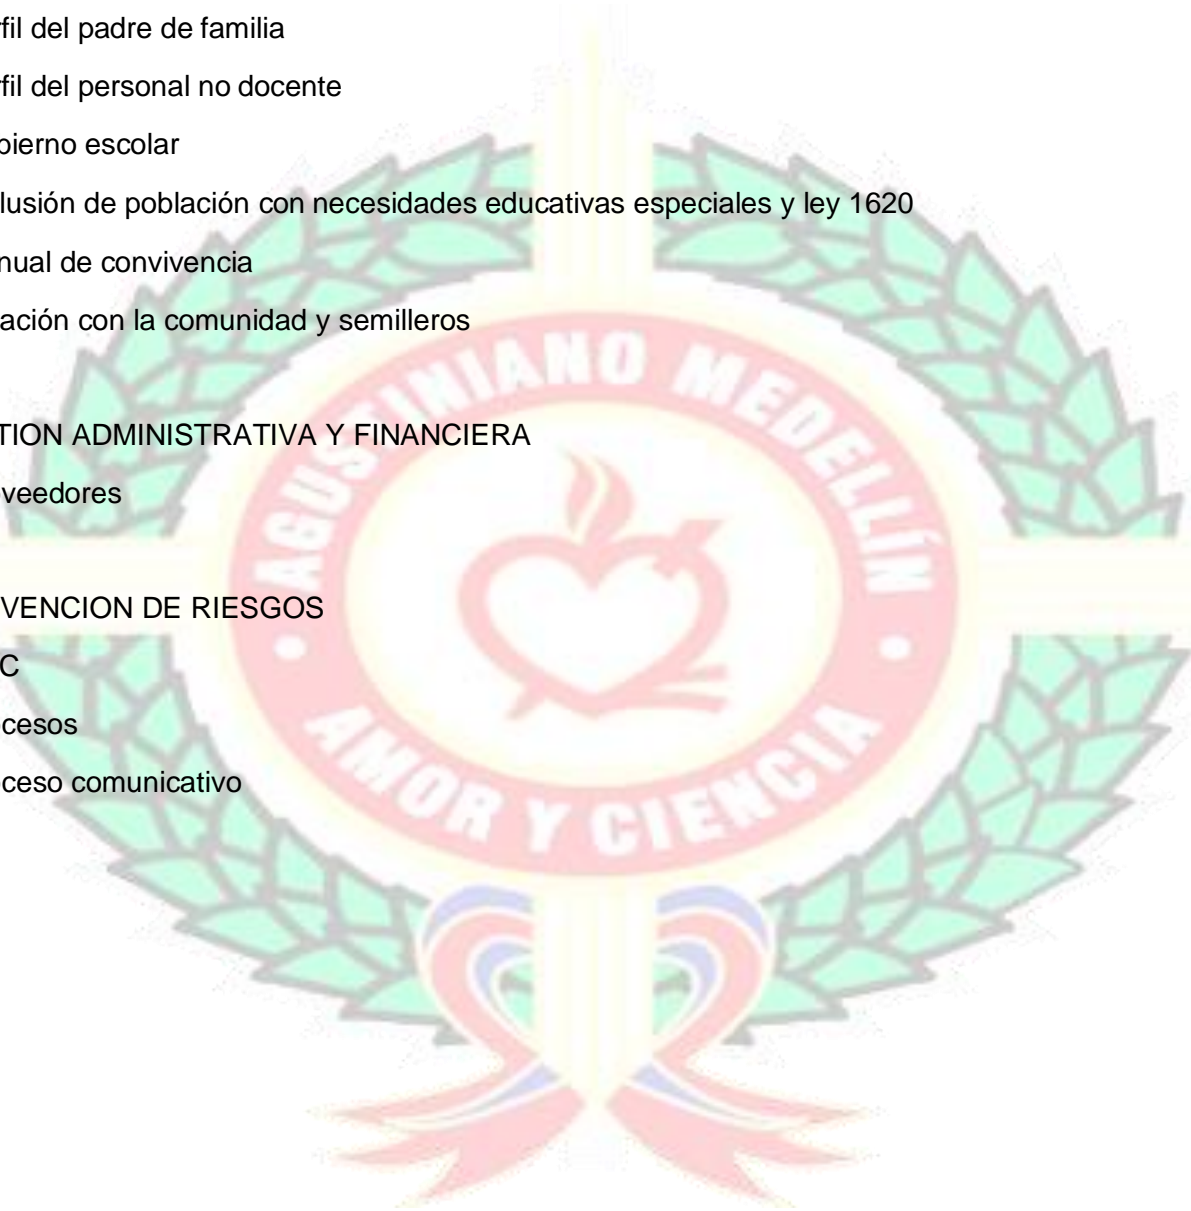 rfil del padre de familia
rfil del personal no docente
bierno escolar
lusión de población con necesidades educativas especiales y ley 1620
nual de convivencia
ación con la comunidad y semilleros
TION ADMINISTRATIVA Y FINANCIERA
veedores
VENCION DE RIESGOS
C
cesos
ceso comunicativo
AGUSTINIANO MEDELLÍN
AMOR Y CIENCIA